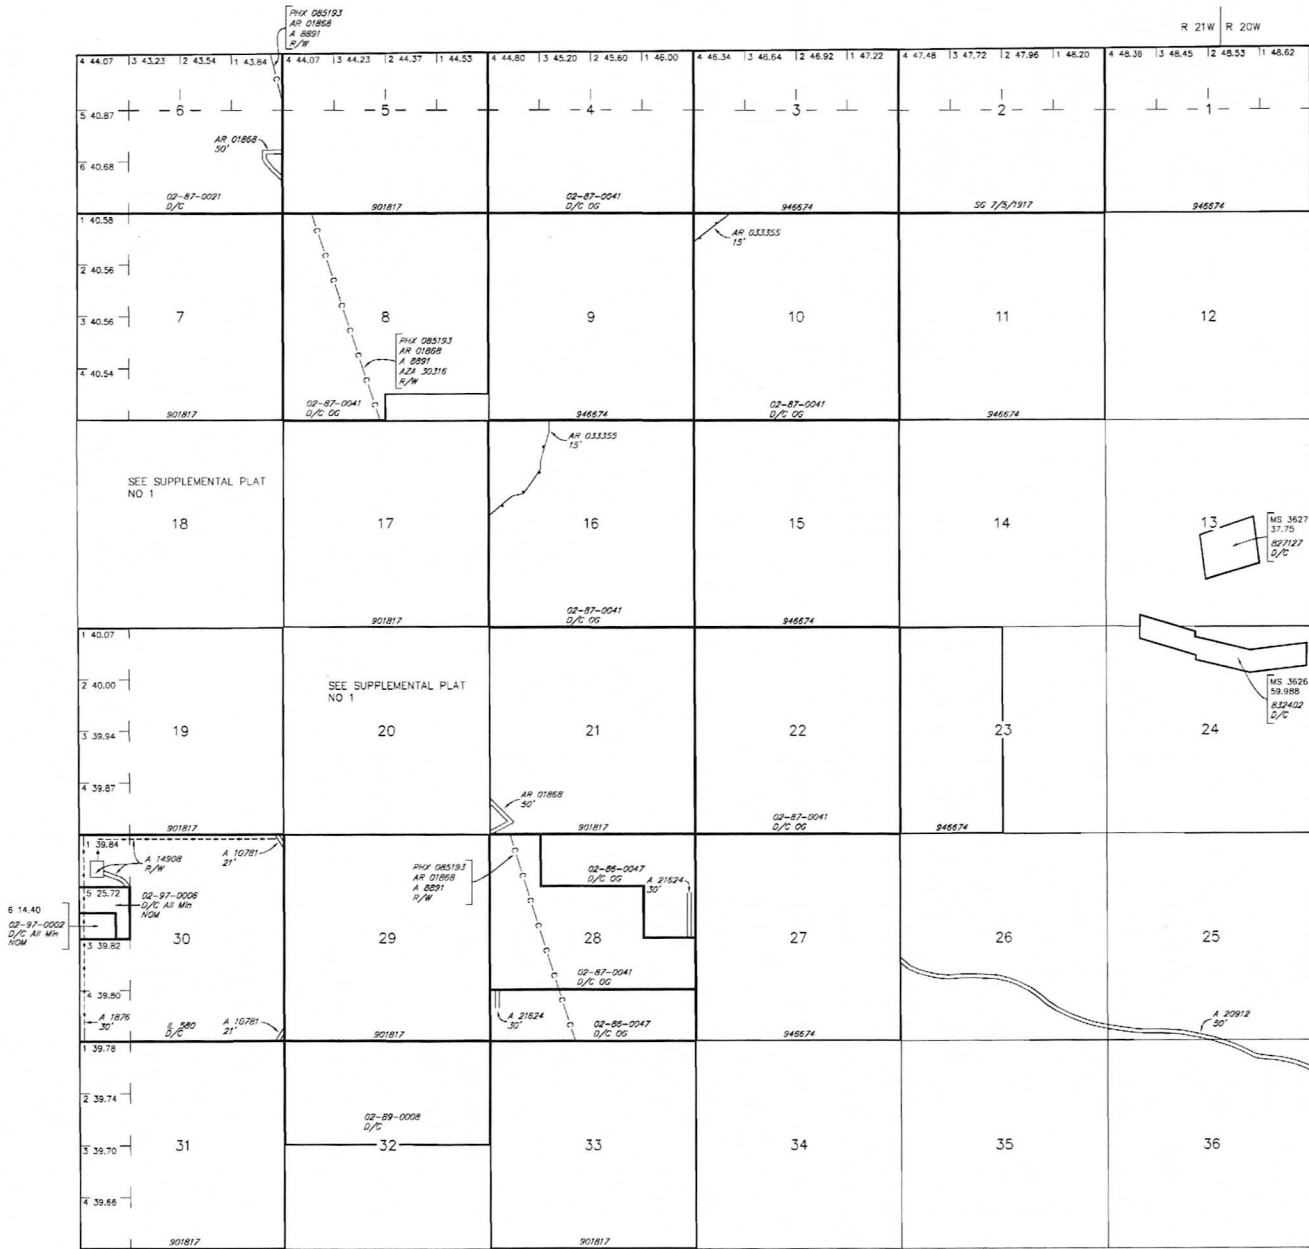 PHX 085193
AR 01868
A 8891
R/W
R 21W R 20W
4 44.07 3 43.23 2 43.54 1 43.84 4 44.07 3 44.23 2 44.37 1 44.53 4 44.80 3 45.20 2 45.60 1 46.00 4 46.34 3 46.64 2 46.92 1 47.22 4 47.48 3 47.72 2 47.96 1 48.20 4 48.36 3 48.45 2 48.53 1 48.62
6 5 4 3 2 1
5 40.87
AR 01868
50'
6 40.68
02-87-0021
D/C
901817
02-87-0041
D/C OG
946674
SG 7/5/1917
946674
1 40.58
AR 033355
15'
2 40.56
3 40.56
7 8 9 10 11 12
PHX 085193
AR 01868
A 8891
AZA 30316
R/W
4 40.54
901817
02-87-0041
D/C OG
946674
02-87-0041
D/C OG
946674
AR 033355
15'
SEE SUPPLEMENTAL PLAT
NO 1
18 17 16 15 14 13
MS 3627
37.75
827127
D/C
901817
02-87-0041
D/C OG
946674
1 40.07
2 40.00
SEE SUPPLEMENTAL PLAT
NO 1
MS 3626
59.988
832402
D/C
3 39.94
19 20 21 22 23 24
4 39.87
AR 01868
50'
901817
901817
02-87-0041
D/C OG
946674
1 39.84
A 14908
R/W
A 10781
21'
PHX 085193
AR 01868
A 8891
R/W
02-86-0047
D/C OG
A 21624
30'
5 25.72
02-97-0006
D/C All Min
NOM
6 14.40
02-97-0002
D/C All Min
NOM
3 39.82
30 29 28 27 26 25
02-87-0041
D/C OG
4 39.80
A 1876
30'
IL 580
D/C
A 10781
21'
901817
A 21624
30'
02-86-0047
D/C OG
946674
A 20912
50'
1 39.78
2 39.74
02-89-0008
D/C
3 39.70
31 32 33 34 35 36
4 39.66
901817
901817